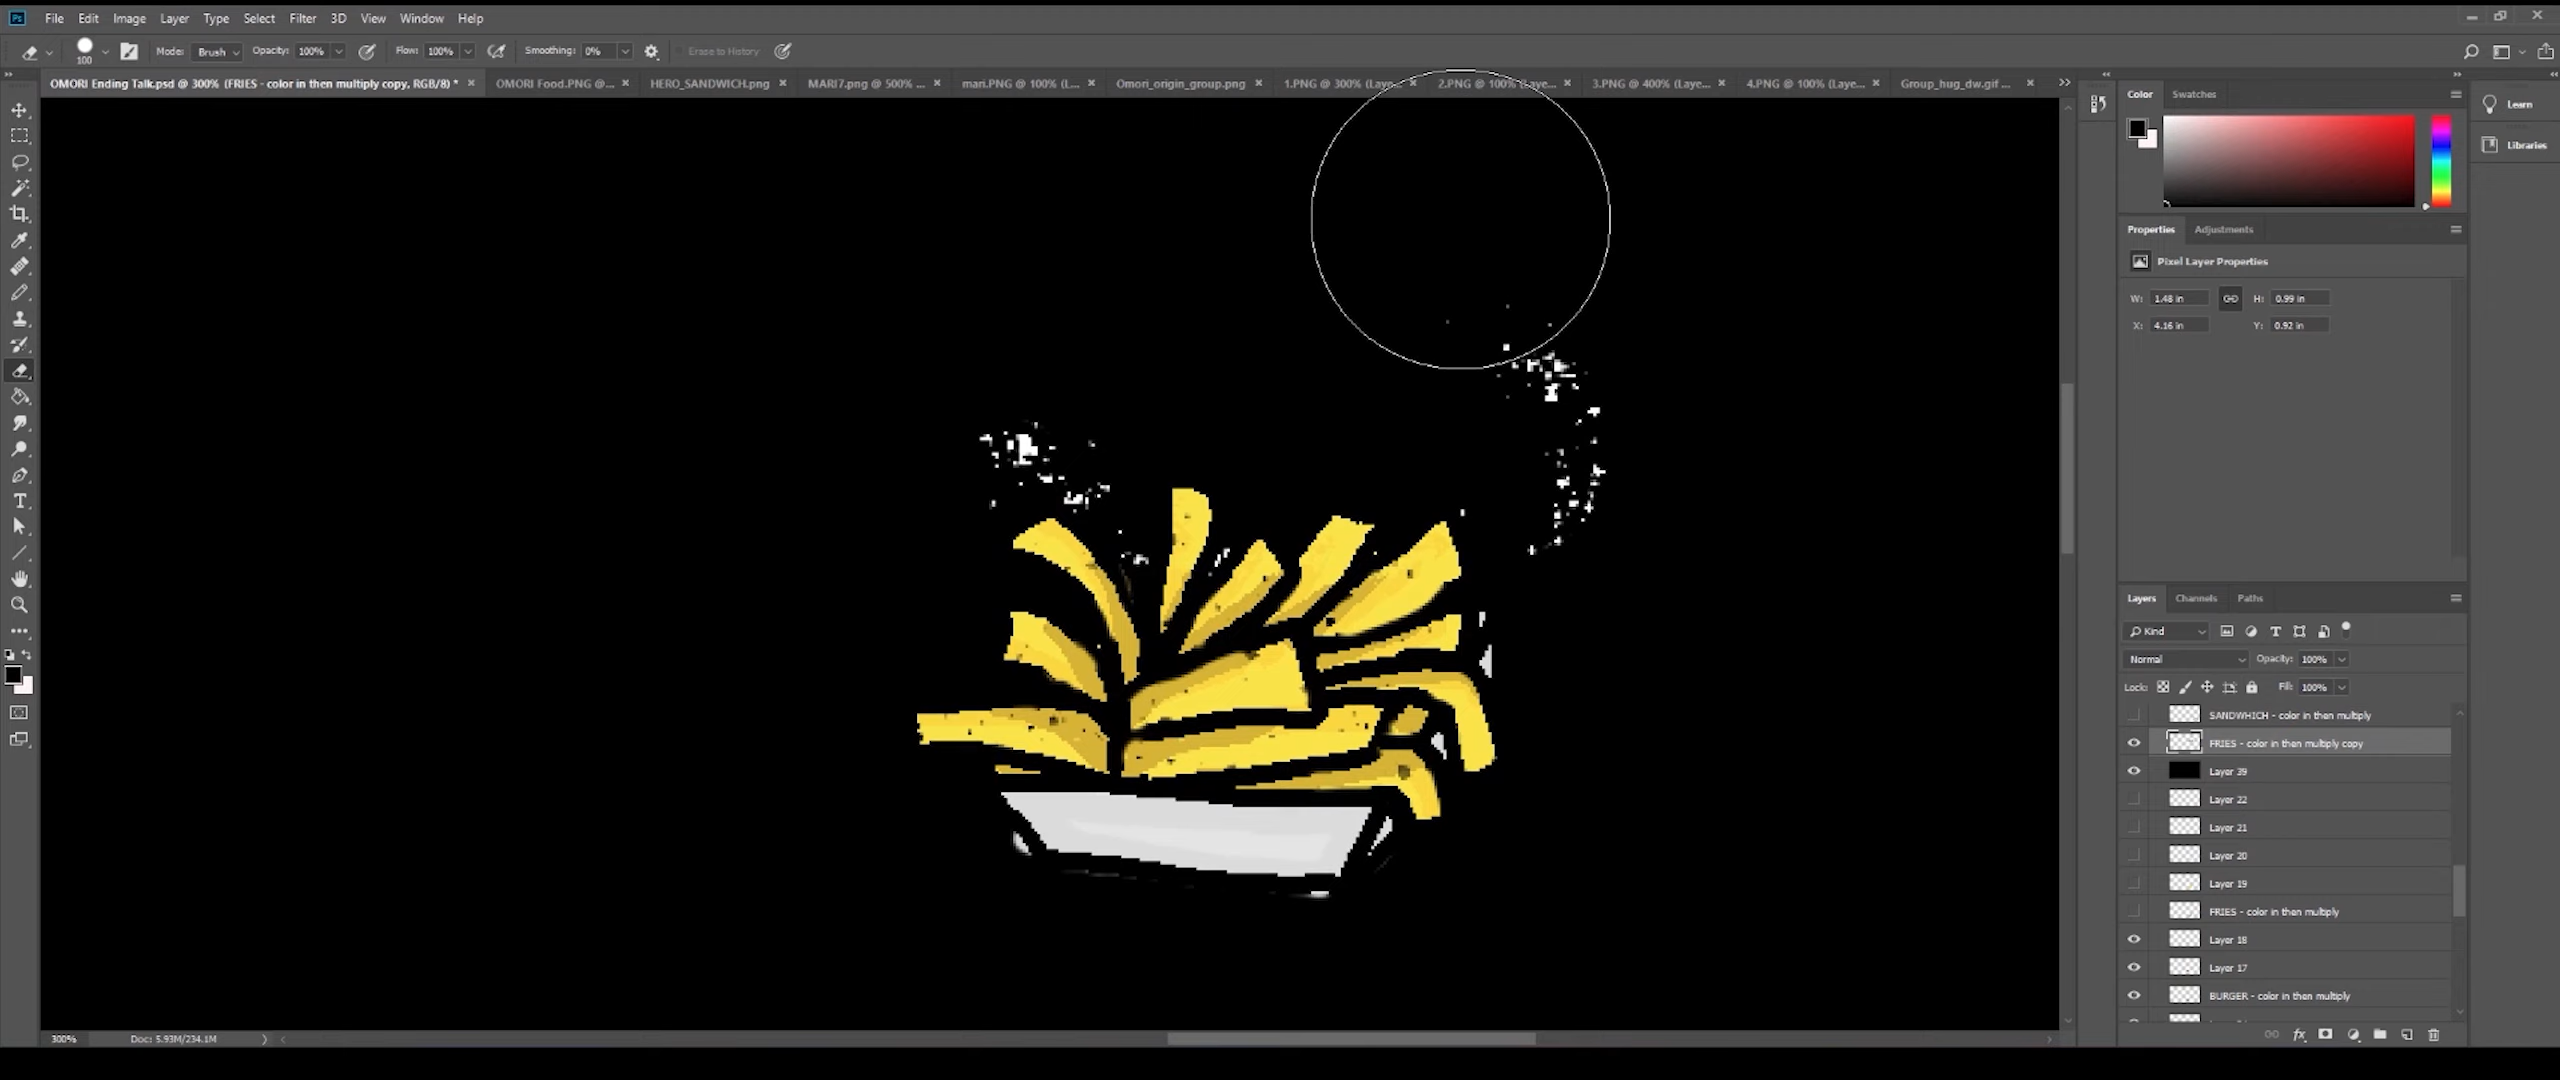 Ps File Edit Image Layer Type Select Filter 3D View Window Help
100 Mode: Brush Opacity: 100% Flow: 100% Smoothing: 0% Erase to History
OMORI Ending Talk.psd @ 300% (FRIES - color in then multiply copy, RGB/8) * OMORI Food.PNG @... HERO_SANDWICH.png MARI7.png @ 500% ... mari.PNG @ 100% (L... Omori_origin_group.png 1.PNG @ 300% (Laye... 2.PNG @ 100% (Laye... 3.PNG @ 400% (Laye... 4.PNG @ 100% (Laye... Group_hug_dw.gif ...
Color Swatches
Learn
Libraries
Properties Adjustments
Pixel Layer Properties
W: 1.48 in H: 0.99 in
X: 4.16 in Y: 0.92 in
Layers Channels Paths
Kind
Normal Opacity: 100%
Lock: Fill: 100%
SANDWHICH - color in then multiply
FRIES - color in then multiply copy
Layer 39
Layer 22
Layer 21
Layer 20
Layer 19
FRIES - color in then multiply
Layer 18
Layer 17
BURGER - color in then multiply
300% Doc: 5.93M/234.1M